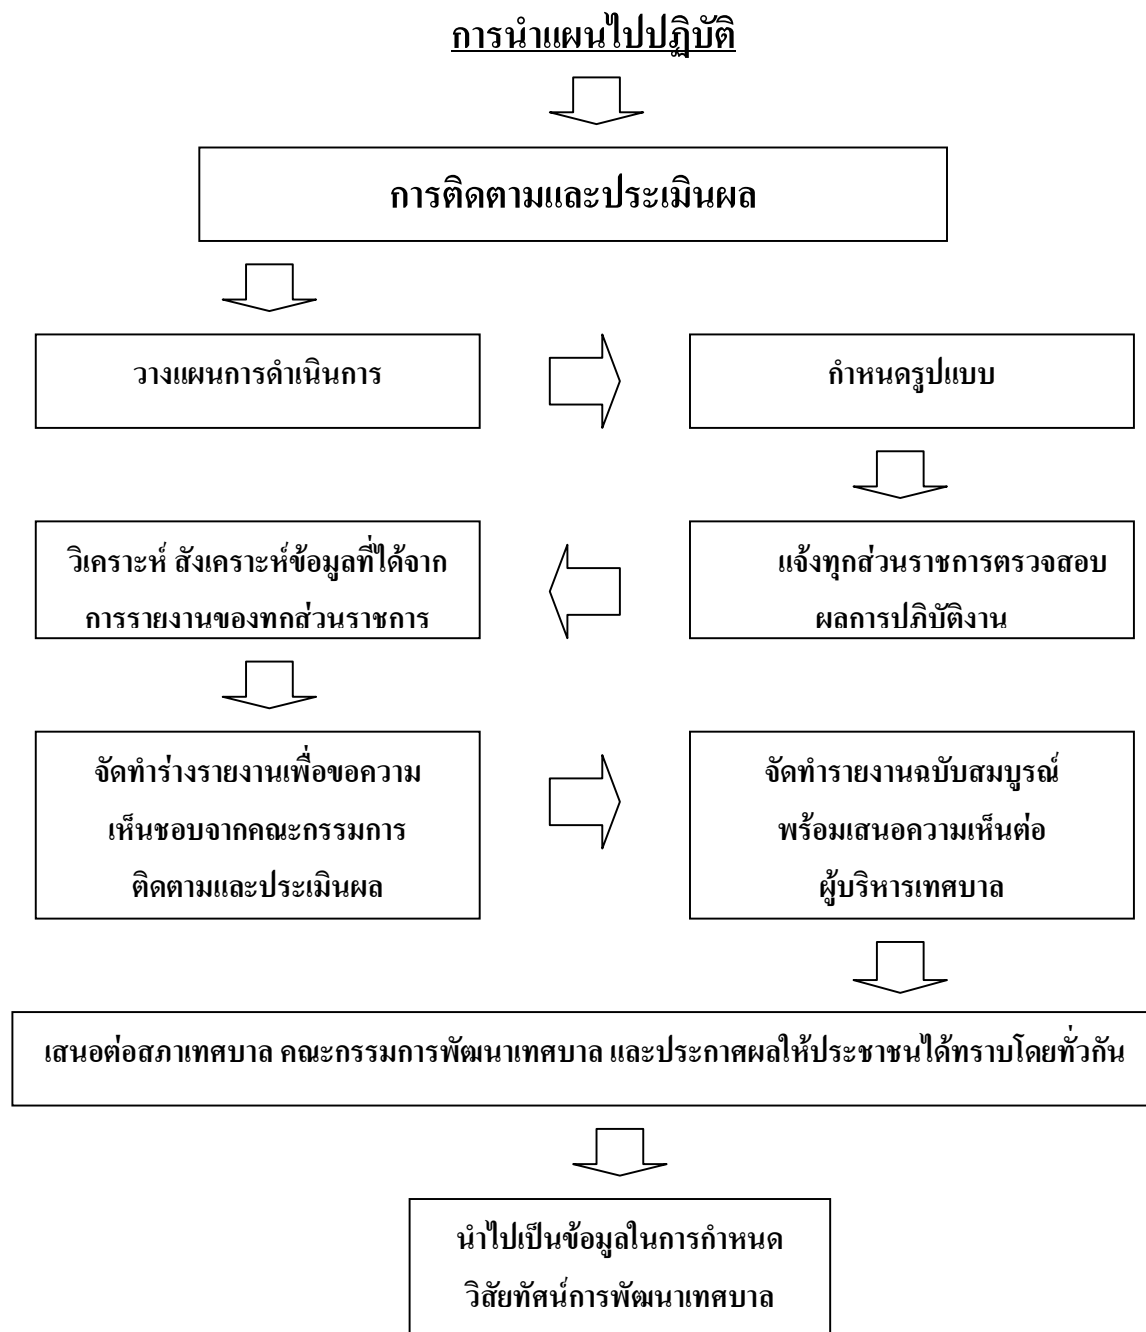 การนำแผนไปปฏิบัติ
การติดตามและประเมินผล
วางแผนการดำเนินการ
กำหนดรูปแบบ
แจ้งทุกส่วนราชการตรวจสอบ
ผลการปฏิบัติงาน
วิเคราะห์ สังเคราะห์ข้อมูลที่ได้จาก
การรายงานของทุกส่วนราชการ
จัดทำร่างรายงานเพื่อขอความ
เห็นชอบจากคณะกรรมการ
ติดตามและประเมินผล
จัดทำรายงานฉบับสมบูรณ์
พร้อมเสนอความเห็นต่อ
ผู้บริหารเทศบาล
เสนอต่อสภาเทศบาล คณะกรรมการพัฒนาเทศบาล และประกาศผลให้ประชาชนได้ทราบโดยทั่วกัน
นำไปเป็นข้อมูลในการกำหนด
วิสัยทัศน์การพัฒนาเทศบาล